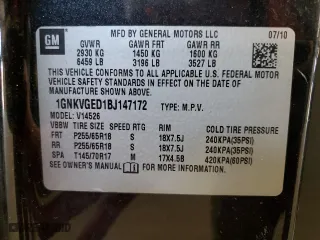 GM
MFD BY GENERAL MOTORS LLC
07/10
GVWR GAWR FRT GAWR RR
2930 KG 1450 KG 1600 KG
6459 LB 3196 LB 3527 LB
THIS VEHICLE CONFORMS TO ALL APPLICABLE U.S. FEDERAL
MOTOR VEHICLE SAFETY STANDARDS IN EFFECT ON THE DATE OF
MANUFACTURE SHOWN ABOVE.
1GNKVGED1BJ147172 TYPE: M.P.V.
MODEL: V14526
VBBW TIRE SIZE SPEED RTG RIM COLD TIRE PRESSURE
FRT P255/65R18 S 18X7.5J 240KPA(35PSI)
RR P255/65R18 S 18X7.5J 240KPA(35PSI)
SPA T145/70R17 M 17X4.5B 420KPA(60PSI)
SEE OWNER'S MANUAL FOR ADDITIONAL INFORMATION